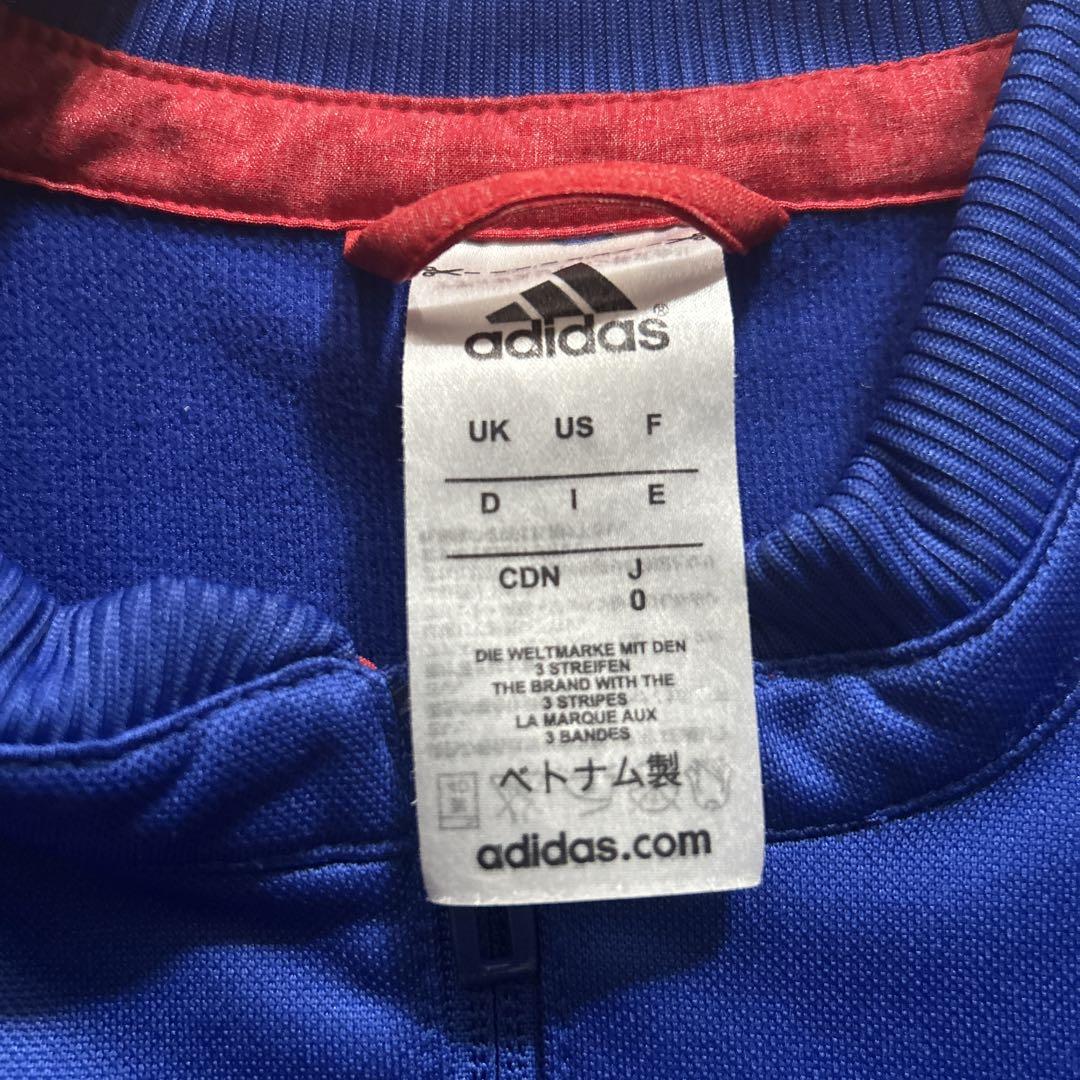 adidas®
UK US F
D I E
CDN J
0
DIE WELTMARKE MIT DEN
3 STREIFEN
THE BRAND WITH THE
3 STRIPES
LA MARQUE AUX
3 BANDES
ベトナム製
adidas.com